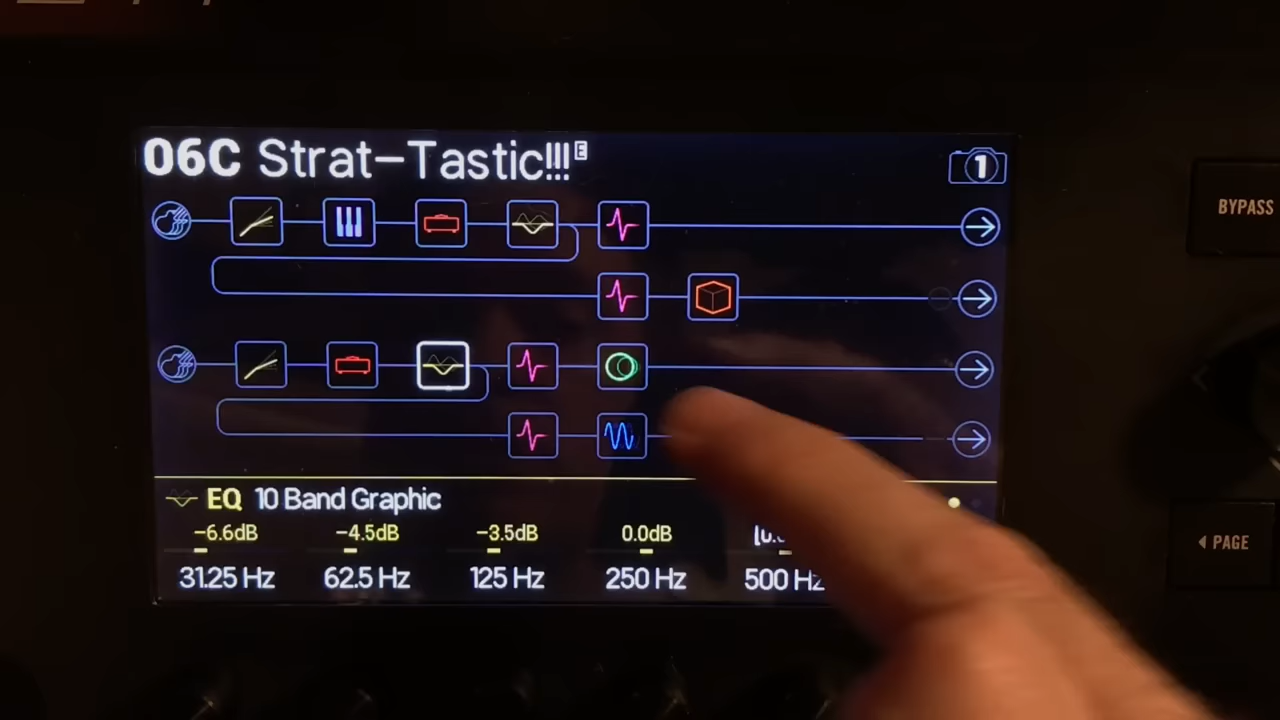 06C Strat-Tastic!!! E
1
BYPASS
EQ 10 Band Graphic
-6.6dB -4.5dB -3.5dB 0.0dB
31.25 Hz 62.5 Hz 125 Hz 250 Hz 500 Hz
PAGE